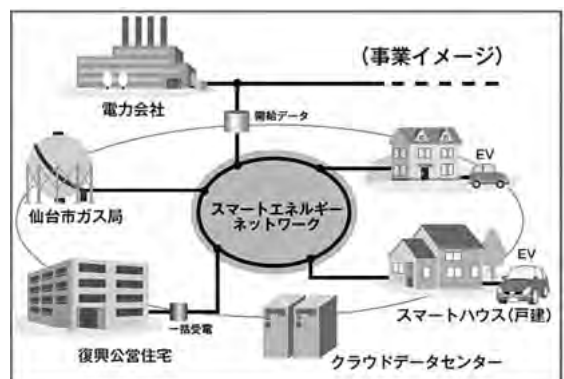 (事業イメージ)
電力会社
需給データ
EV
仙台市ガス局
スマートエネルギー
ネットワーク
EV
一括受電
スマートハウス(戸建)
復興公営住宅
クラウドデータセンター